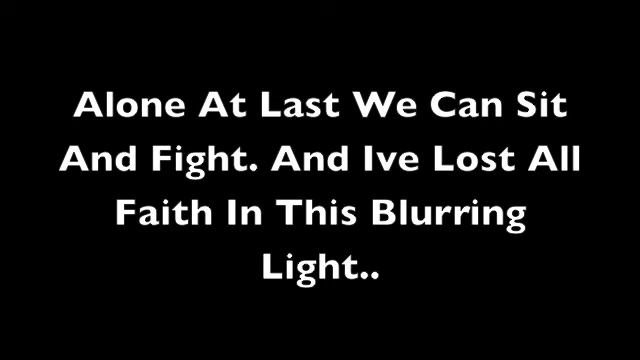 Alone At Last We Can Sit
And Fight. And Ive Lost All
Faith In This Blurring
Light..